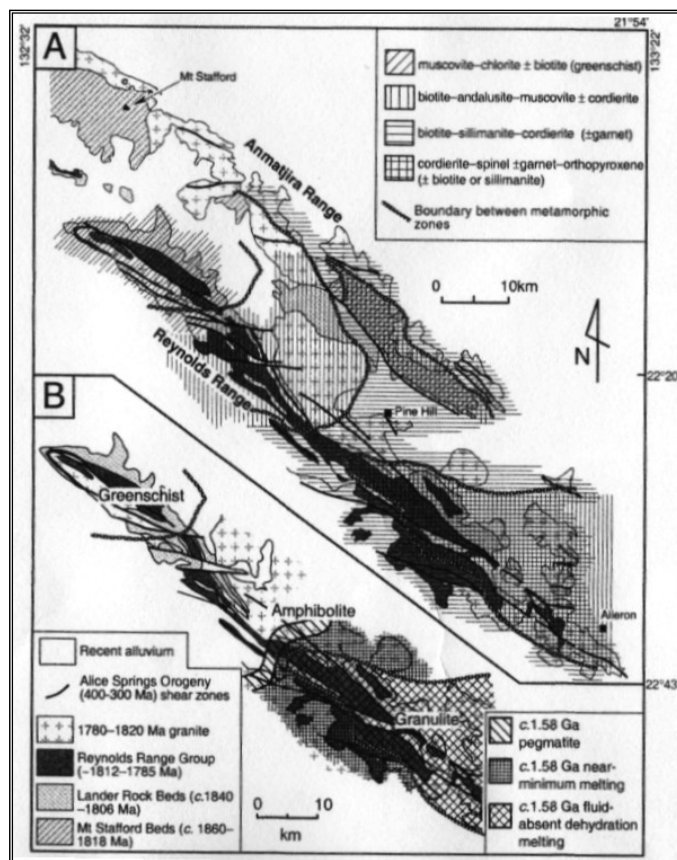 132°32'
21°54'
133°22'
A
Mt Stafford
muscovite–chlorite ± biotite (greenschist)
biotite-andalusite–muscovite ± cordierite
biotite–sillimanite–cordierite (±garnet)
cordierite–spinel ±garnet–orthopyroxene
(± biotite or sillimanite)
Boundary between metamorphic
zones
Anmatjira Range
0 10km
N
Reynolds Range
22°20'
B
Pine Hill
Greenschist
Aileron
Amphibolite
22°43'
Granulite
Recent alluvium
Alice Springs Orogeny
(400-300 Ma) shear zones
1780–1820 Ma granite
Reynolds Range Group
(~1812–1785 Ma)
Lander Rock Beds (c.1840
–1806 Ma)
Mt Stafford Beds (c. 1860–
1818 Ma)
0 10
km
c.1.58 Ga
pegmatite
c.1.58 Ga near-
minimum melting
c.1.58 Ga fluid-
absent dehydration
melting